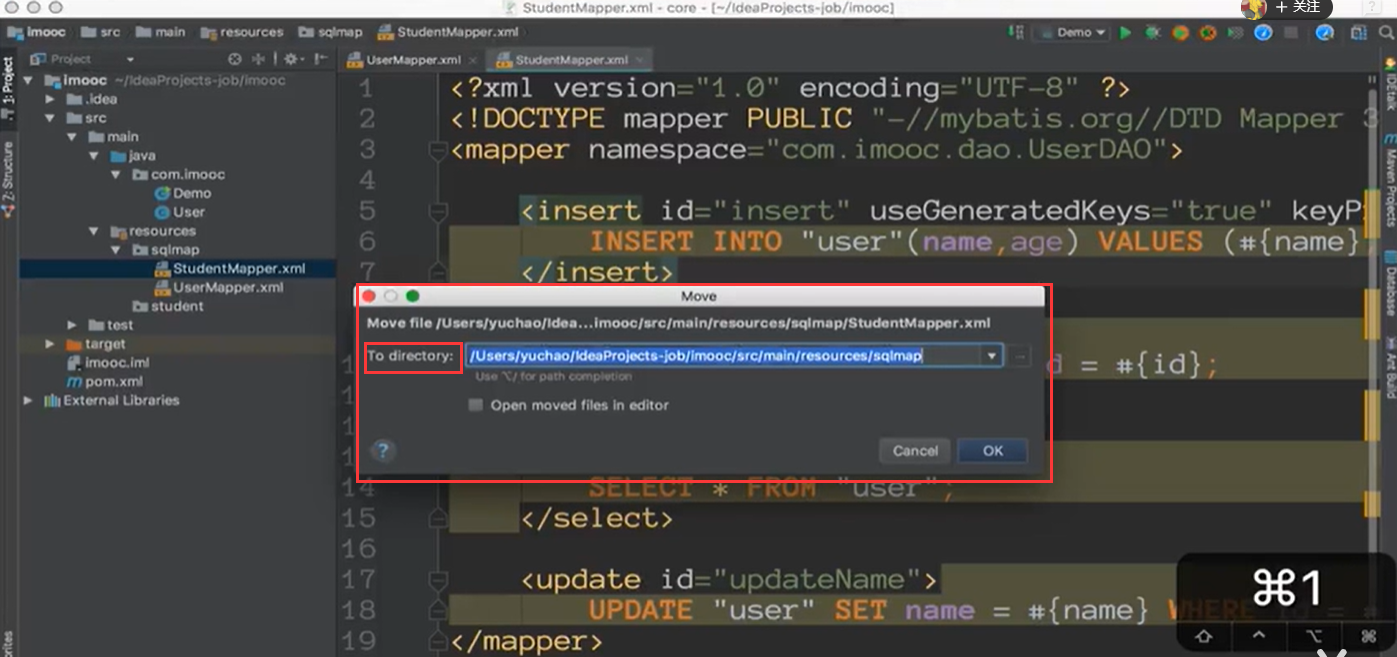 StudentMapper.xml - core - [~/IdeaProjects-job/imooc]
+ 关注
imooc src main resources sqlmap StudentMapper.xml
Demo
Project
UserMapper.xml
StudentMapper.xml
1: Project
Z: Structure
imooc ~/IdeaProjects-job/imooc
.idea
src
main
java
com.imooc
Demo
User
resources
sqlmap
StudentMapper.xml
UserMapper.xml
student
test
target
imooc.iml
pom.xml
External Libraries
1 <?xml version="1.0" encoding="UTF-8" ?>
2 <!DOCTYPE mapper PUBLIC "-//mybatis.org//DTD Mapper 3
3 <mapper namespace="com.imooc.dao.UserDAO">
4
5 <insert id="insert" useGeneratedKeys="true" keyP
6 INSERT INTO "user"(name,age) VALUES (#{name}
7 </insert>
Move
Move file /Users/yuchao/Idea...imooc/src/main/resources/sqlmap/StudentMapper.xml
To directory: /Users/yuchao/IdeaProjects-job/imooc/src/main/resources/sqlmap
Use ⌥/ for path completion
Open moved files in editor
? Cancel OK
d = #{id};
14 SELECT * FROM "user";
15 </select>
16
17 <update id="updateName">
18 UPDATE "user" SET name = #{name}
19 </mapper>
Maven Projects
Database
Ant Build
⌘1
⌃ ⌥ ⌘